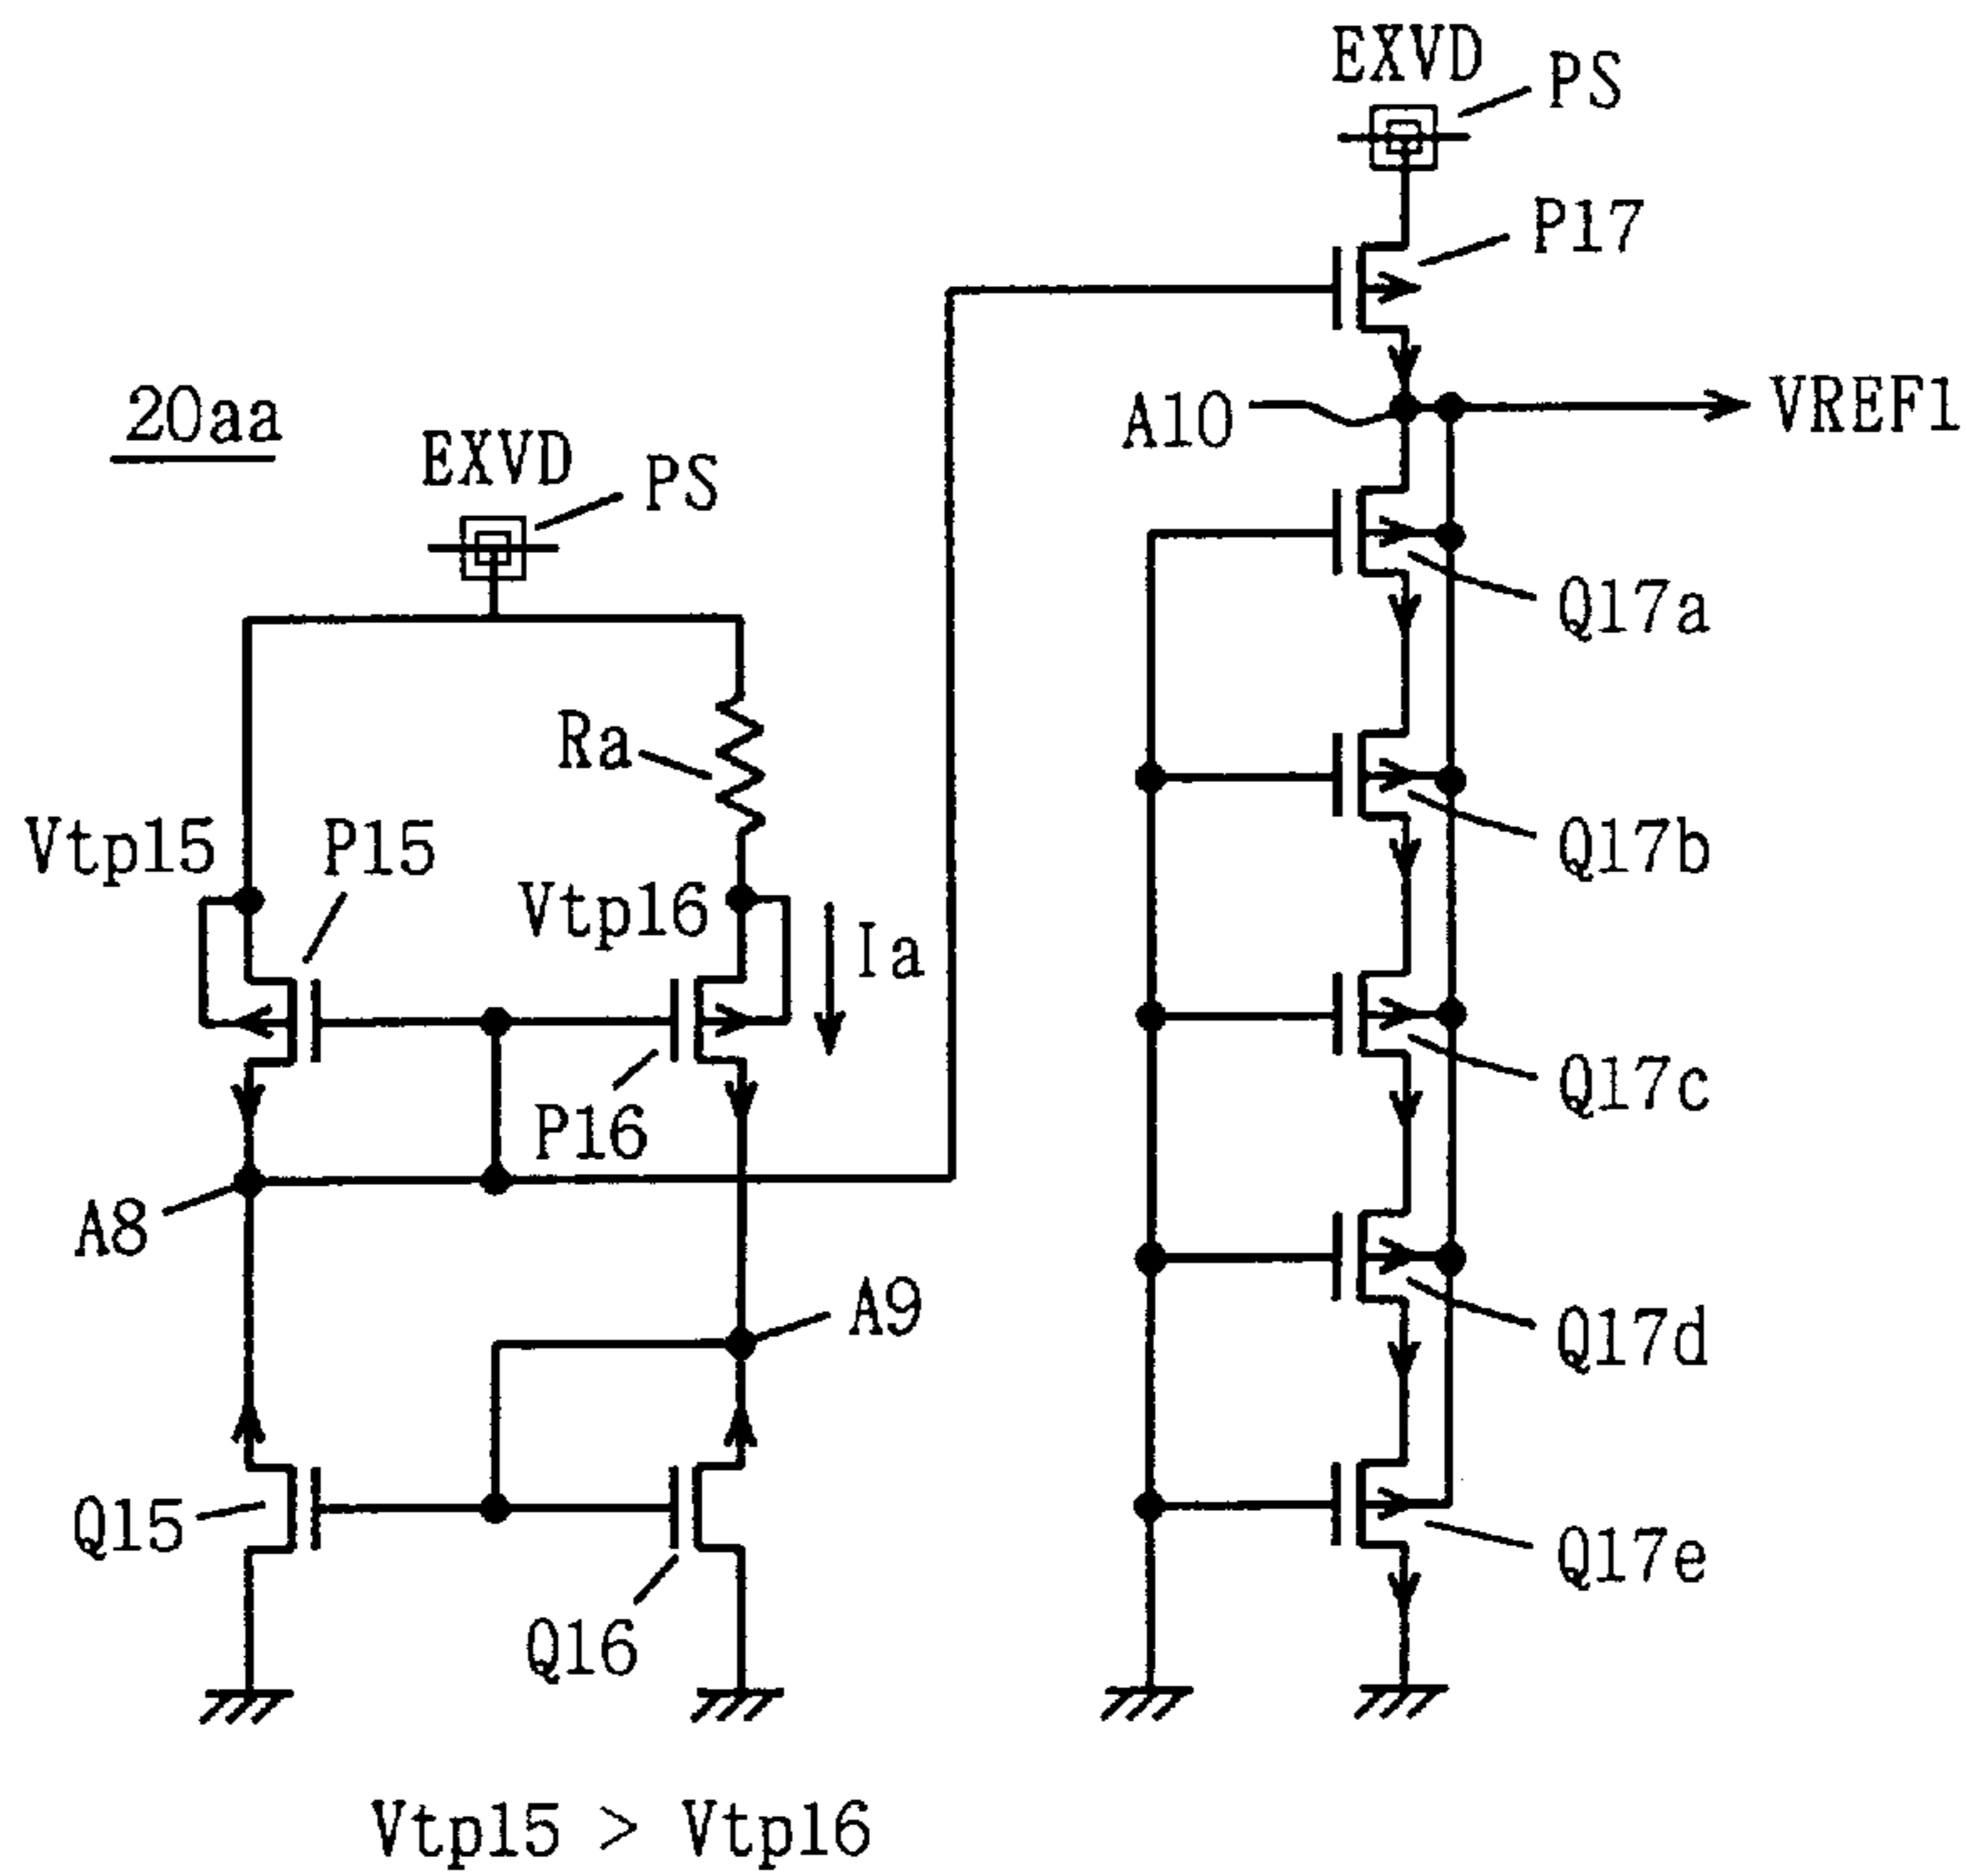 EXVD
PS
P17
20aa
A10
VREF1
EXVD
PS
Q17a
Ra
Vtp15
P15
Q17b
Vtp16
Ia
Q17c
P16
A8
A9
Q17d
Q15
Q17e
Q16
Vtp15 > Vtp16